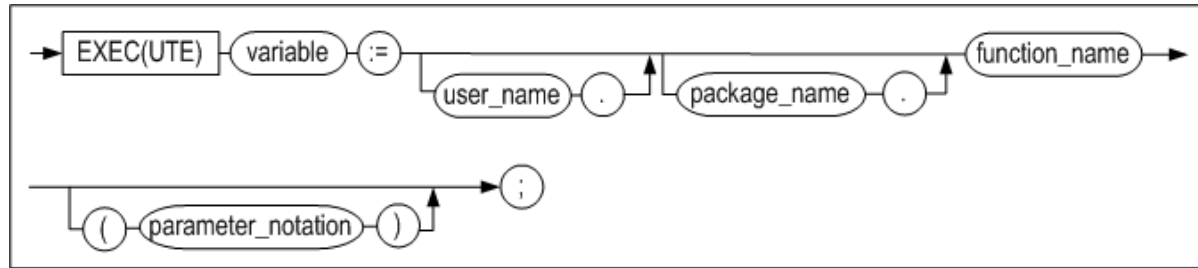 EXEC(UTE) variable := function_name
user_name . package_name .
;
( parameter_notation )